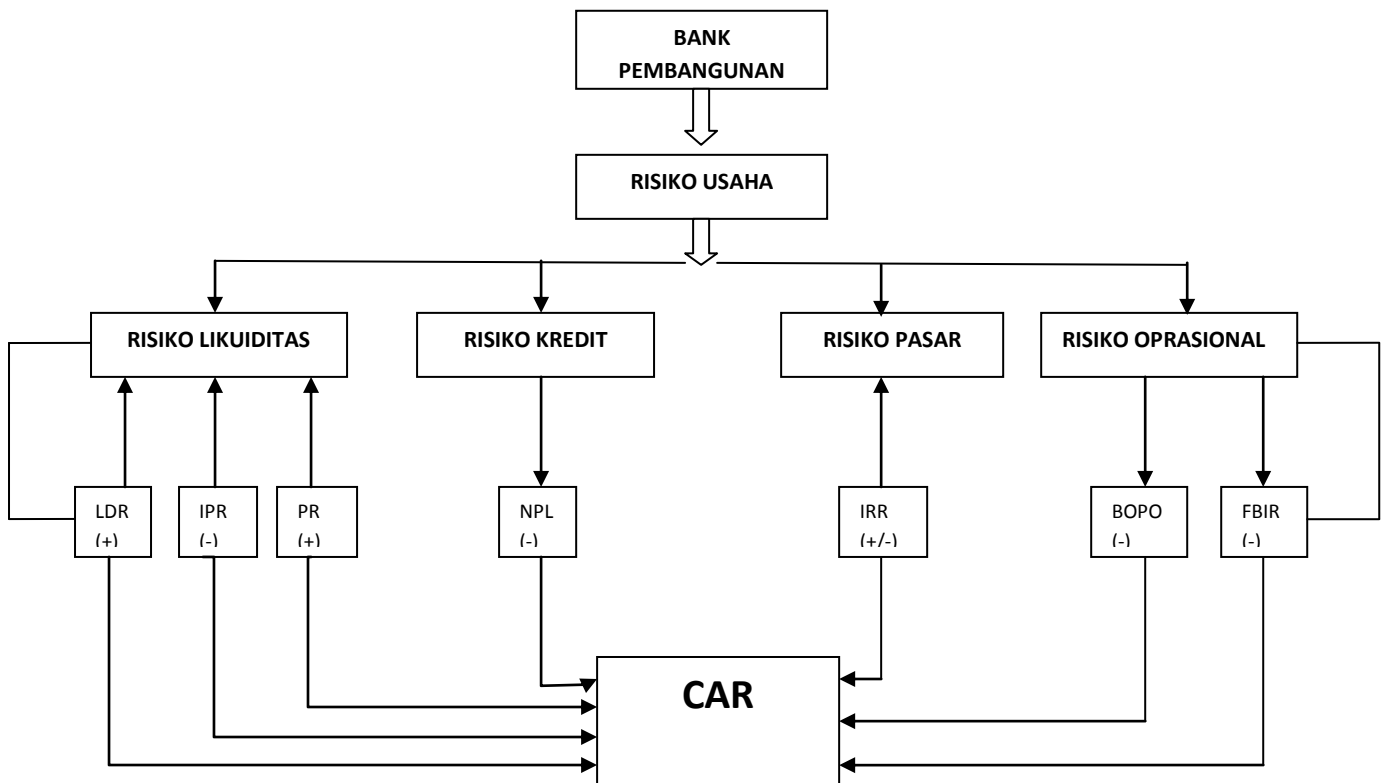 BANK
PEMBANGUNAN
RISIKO USAHA
RISIKO LIKUIDITAS
RISIKO KREDIT
RISIKO PASAR
RISIKO OPRASIONAL
LDR
(+)
IPR
(-)
PR
(+)
NPL
(-)
IRR
(+/-)
BOPO
(-)
FBIR
(-)
CAR